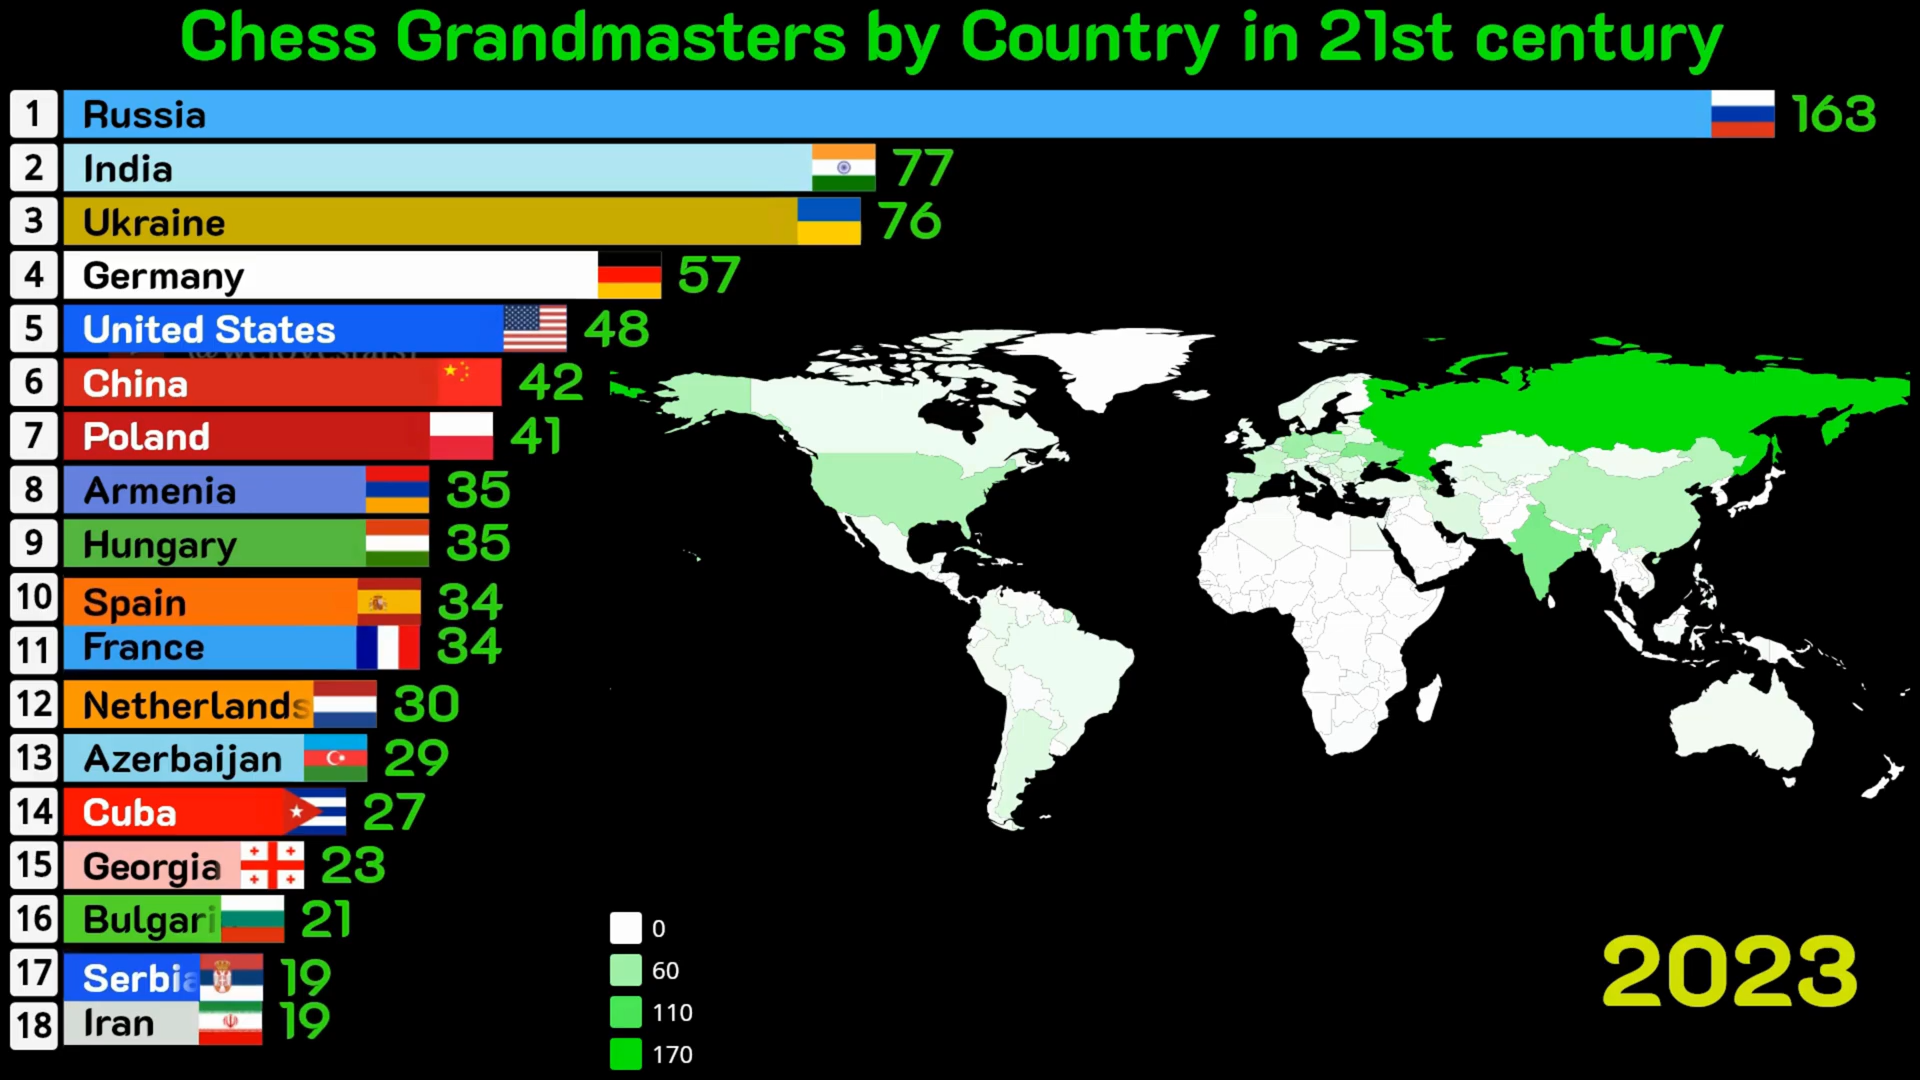 Chess Grandmasters by Country in 21st century
1 Russia 163
2 India 77
3 Ukraine 76
4 Germany 57
5 United States 48
6 China 42
7 Poland 41
8 Armenia 35
9 Hungary 35
10 Spain 34
11 France 34
12 Netherlands 30
13 Azerbaijan 29
14 Cuba 27
15 Georgia 23
16 Bulgari 21
17 Serbia 19
18 Iran 19
0
60
110
170
2023